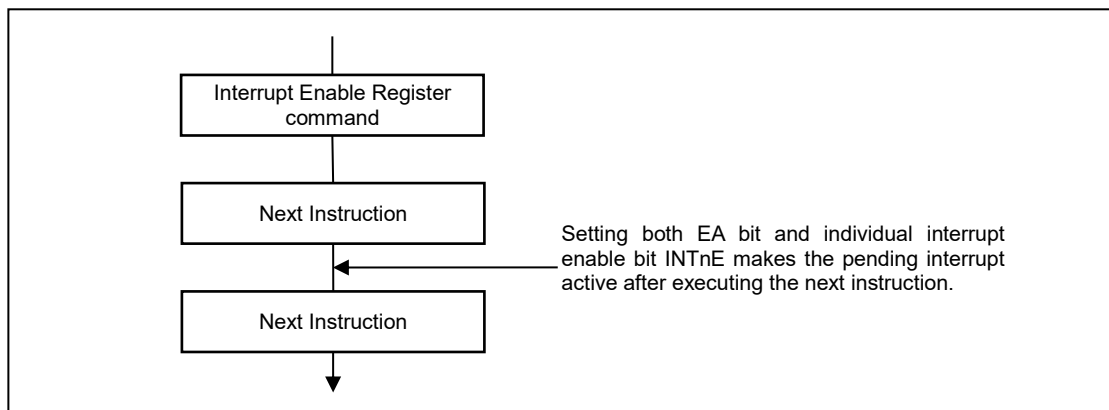 Interrupt Enable Register
command
Next Instruction
Setting both EA bit and individual interrupt
enable bit INTnE makes the pending interrupt
active after executing the next instruction.
Next Instruction